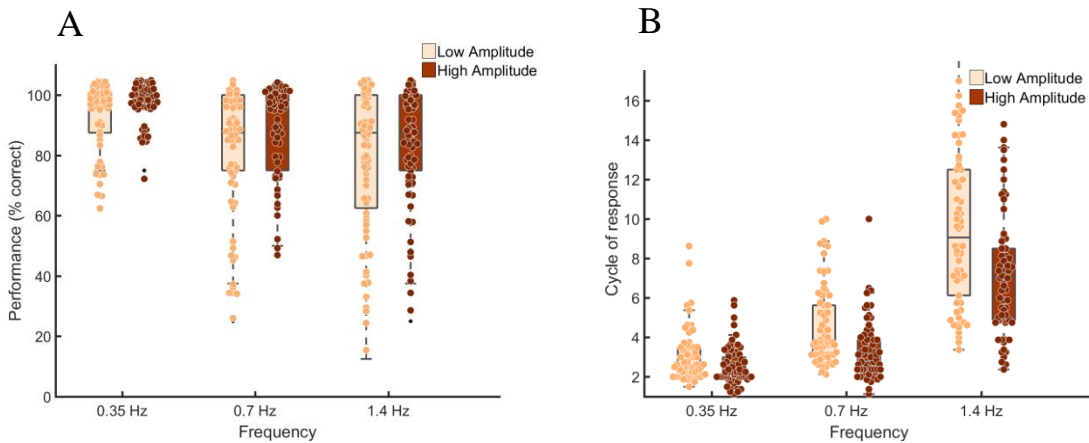 A
Low Amplitude
High Amplitude
100
80
60
40
20
0
Performance (% correct)
0.35 Hz 0.7 Hz 1.4 Hz
Frequency
B
Low Amplitude
High Amplitude
16
14
12
10
8
6
4
2
Cycle of response
0.35 Hz 0.7 Hz 1.4 Hz
Frequency